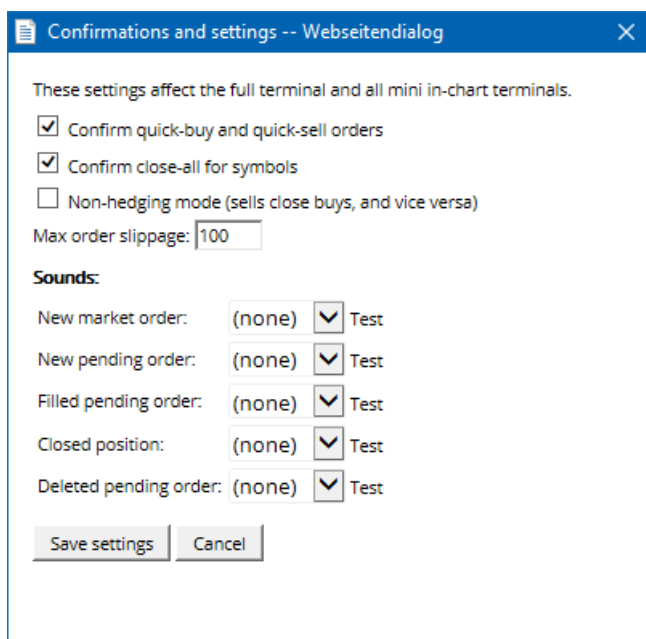 Confirmations and settings -- Webseitendialog
These settings affect the full terminal and all mini in-chart terminals.
Confirm quick-buy and quick-sell orders
Confirm close-all for symbols
Non-hedging mode (sells close buys, and vice versa)
Max order slippage: 100
Sounds:
New market order: (none) Test
New pending order: (none) Test
Filled pending order: (none) Test
Closed position: (none) Test
Deleted pending order: (none) Test
Save settings Cancel